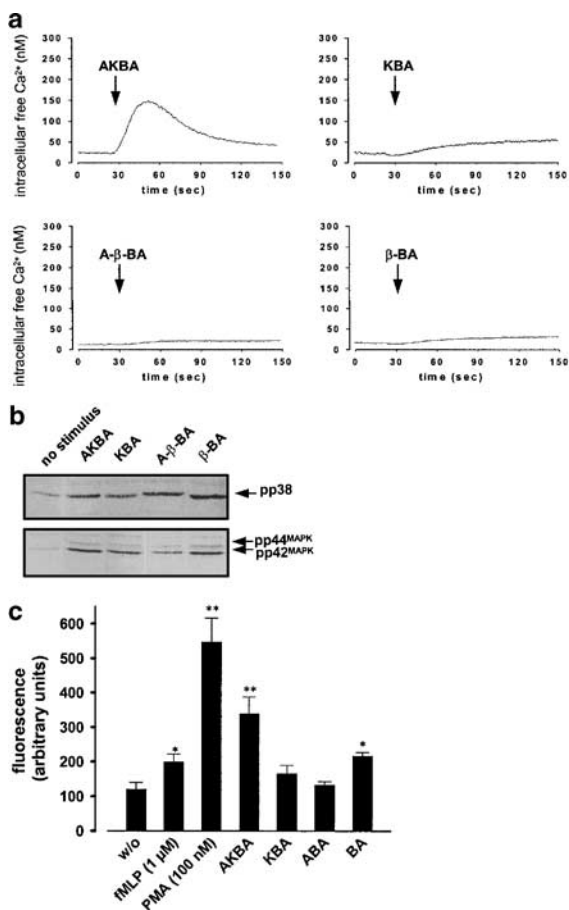 a
intracellular free Ca²⁺ (nM)
300
250
200
150
100
50
0
AKBA
0 30 60 90 120 150
time (sec)
300
250
200
150
100
50
0
KBA
0 30 60 90 120 150
time (sec)
intracellular free Ca²⁺ (nM)
300
250
200
150
100
50
0
A-β-BA
0 30 60 90 120 150
time (sec)
300
250
200
150
100
50
0
β-BA
0 30 60 90 120 150
time (sec)
b
no stimulus
AKBA
KBA
A-β-BA
β-BA
pp38
pp44MAPK
pp42MAPK
c
fluorescence
(arbitrary units)
600
500
400
300
200
100
0
*
**
**
*
w/o
fMLP (1 µM)
PMA (100 nM)
AKBA
KBA
ABA
BA